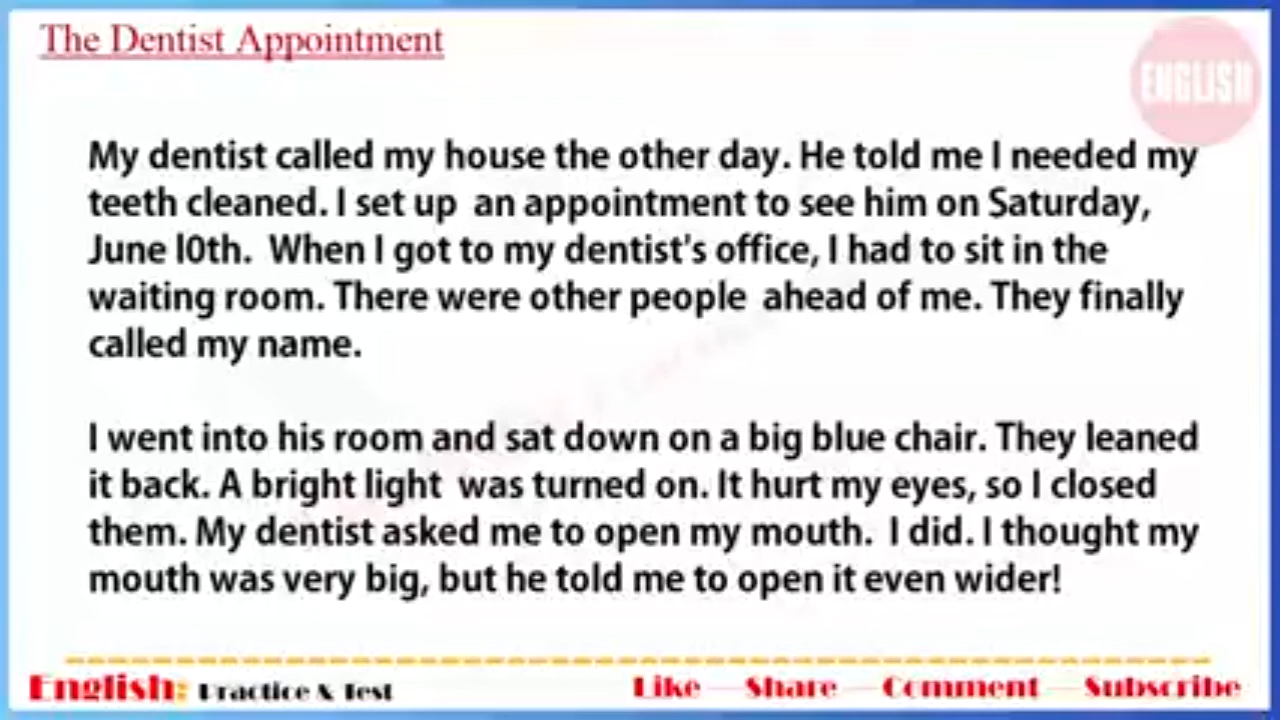 The Dentist Appointment
ENGLISH
My dentist called my house the other day. He told me I needed my
teeth cleaned. I set up an appointment to see him on Saturday,
June l0th. When I got to my dentist's office, I had to sit in the
waiting room. There were other people ahead of me. They finally
called my name.
I went into his room and sat down on a big blue chair. They leaned
it back. A bright light was turned on. It hurt my eyes, so I closed
them. My dentist asked me to open my mouth. I did. I thought my
mouth was very big, but he told me to open it even wider!
English: Practice & Test
Like — Share — Comment — Subscribe